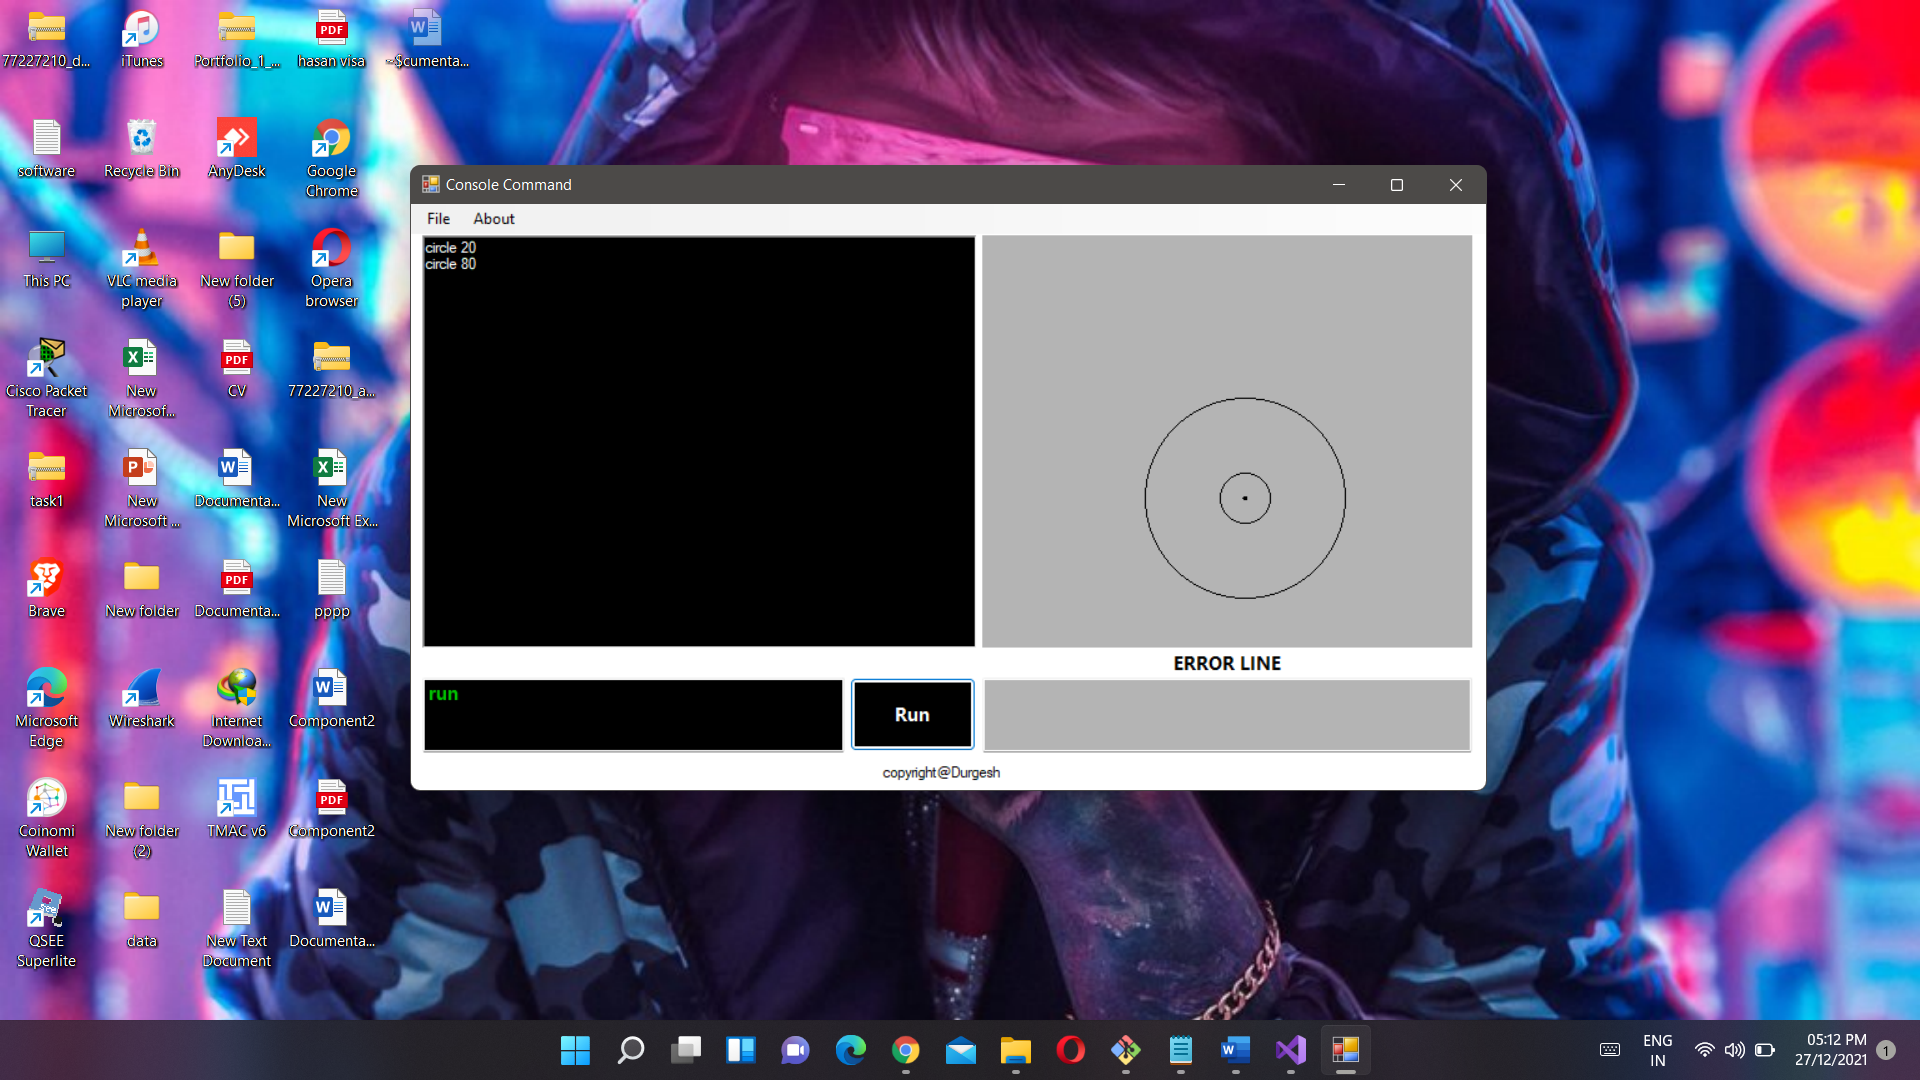 77227210_d...
iTunes
Portfolio_1_...
hasan visa
~$cumenta...
software
Recycle Bin
AnyDesk
Google
Chrome
This PC
VLC media
player
New folder
(5)
Opera
browser
Cisco Packet
Tracer
New
Microsof...
CV
77227210_a...
task1
New
Microsoft ...
Documenta...
New
Microsoft Ex...
Brave
New folder
Documenta...
pppp
Microsoft
Edge
Wireshark
Internet
Downloa...
Component2
Coinomi
Wallet
New folder
(2)
TMAC v6
Component2
QSEE
Superlite
data
New Text
Document
Documenta...
Console Command
File About
circle 20
circle 80
ERROR LINE
run
Run
copyright@Durgesh
ENG
IN
05:12 PM
27/12/2021
1